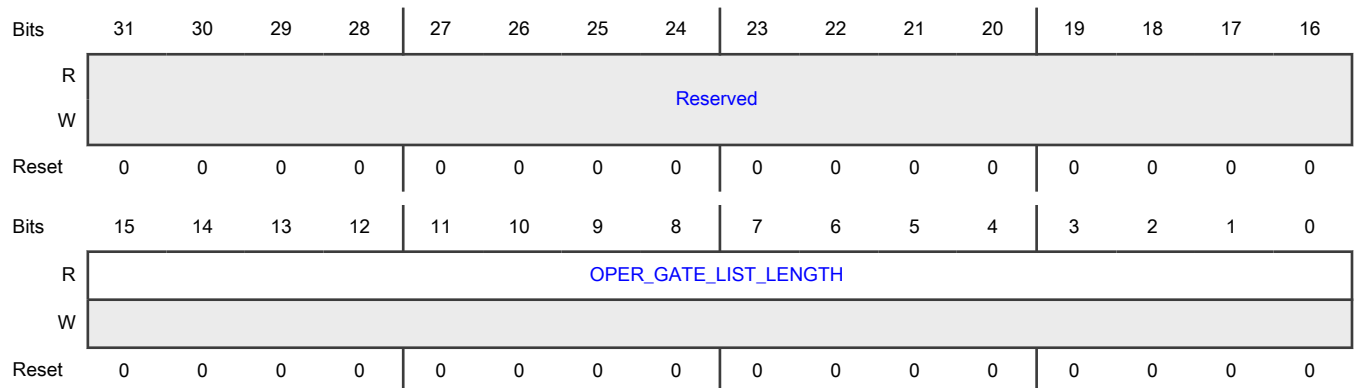 Bits 31 30 29 28 27 26 25 24 23 22 21 20 19 18 17 16
R
Reserved
W
Reset 0 0 0 0 0 0 0 0 0 0 0 0 0 0 0 0
Bits 15 14 13 12 11 10 9 8 7 6 5 4 3 2 1 0
R OPER_GATE_LIST_LENGTH
W
Reset 0 0 0 0 0 0 0 0 0 0 0 0 0 0 0 0